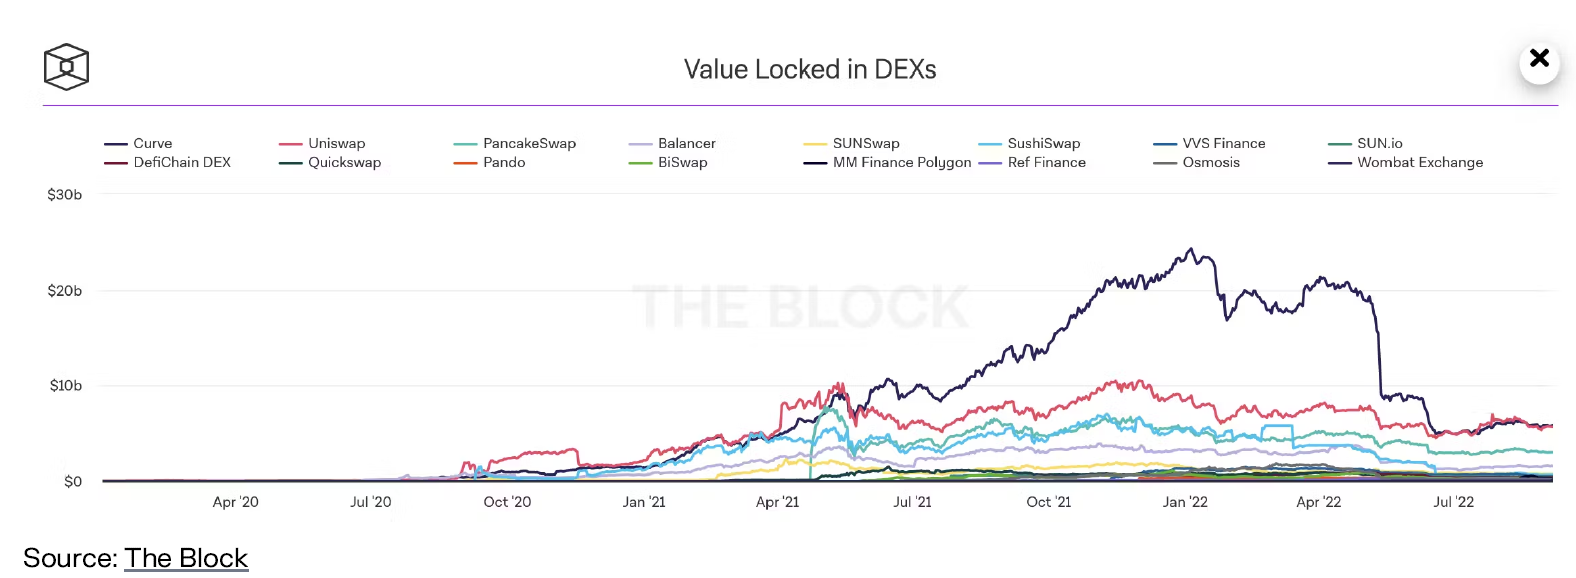 Value Locked in DEXs
Curve Uniswap PancakeSwap Balancer SUNSwap SushiSwap VVS Finance SUN.io
DefiChain DEX Quickswap Pando BiSwap MM Finance Polygon Ref Finance Osmosis Wombat Exchange
$30b
$20b
THE BLOCK
$10b
$0
Apr '20 Jul '20 Oct '20 Jan '21 Apr '21 Jul '21 Oct '21 Jan '22 Apr '22 Jul '22
Source: The Block